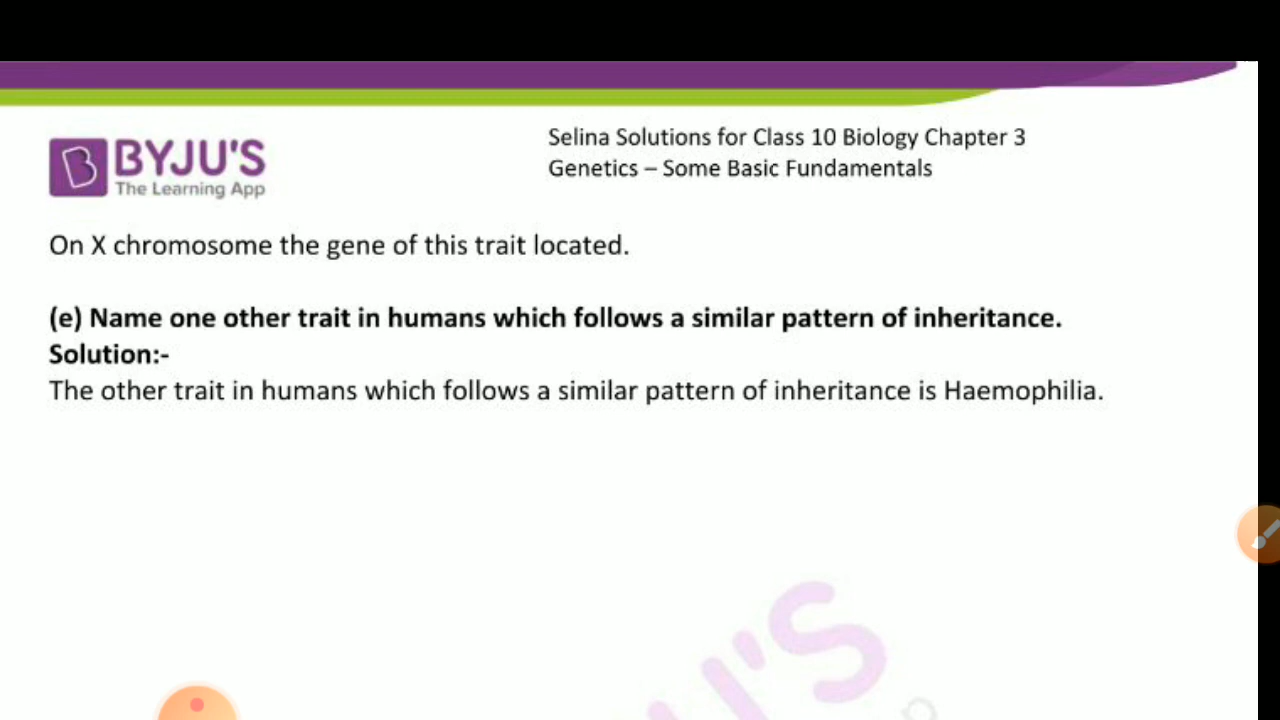 BYJU'S
The Learning App
Selina Solutions for Class 10 Biology Chapter 3
Genetics – Some Basic Fundamentals
On X chromosome the gene of this trait located.
(e) Name one other trait in humans which follows a similar pattern of inheritance.
Solution:-
The other trait in humans which follows a similar pattern of inheritance is Haemophilia.